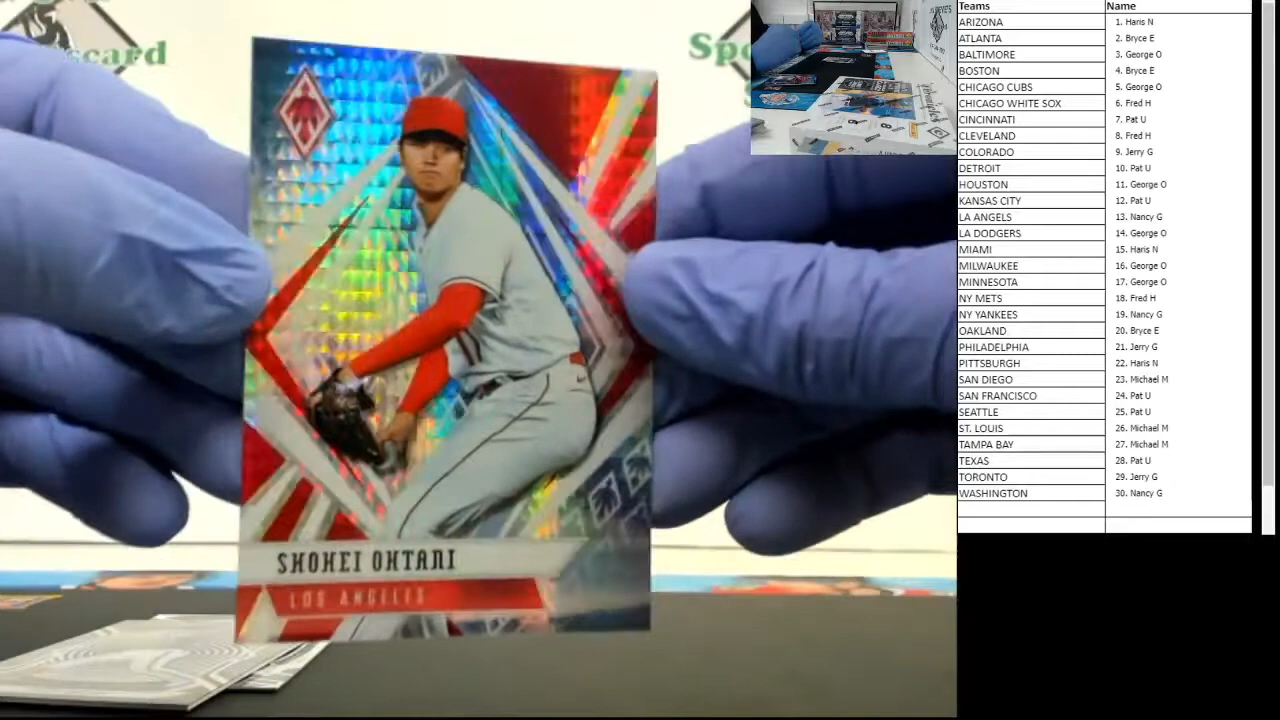 Sp
scard
SHOHEI OHTANI
LOS ANGELES
Teams Name
ARIZONA 1. Haris N
ATLANTA 2. Bryce E
BALTIMORE 3. George O
BOSTON 4. Bryce E
CHICAGO CUBS 5. George O
CHICAGO WHITE SOX 6. Fred H
CINCINNATI 7. Pat U
CLEVELAND 8. Fred H
COLORADO 9. Jerry G
DETROIT 10. Pat U
HOUSTON 11. George O
KANSAS CITY 12. Pat U
LA ANGELS 13. Nancy G
LA DODGERS 14. George O
MIAMI 15. Haris N
MILWAUKEE 16. George O
MINNESOTA 17. George O
NY METS 18. Fred H
NY YANKEES 19. Nancy G
OAKLAND 20. Bryce E
PHILADELPHIA 21. Jerry G
PITTSBURGH 22. Haris N
SAN DIEGO 23. Michael M
SAN FRANCISCO 24. Pat U
SEATTLE 25. Pat U
ST. LOUIS 26. Michael M
TAMPA BAY 27. Michael M
TEXAS 28. Pat U
TORONTO 29. Jerry G
WASHINGTON 30. Nancy G